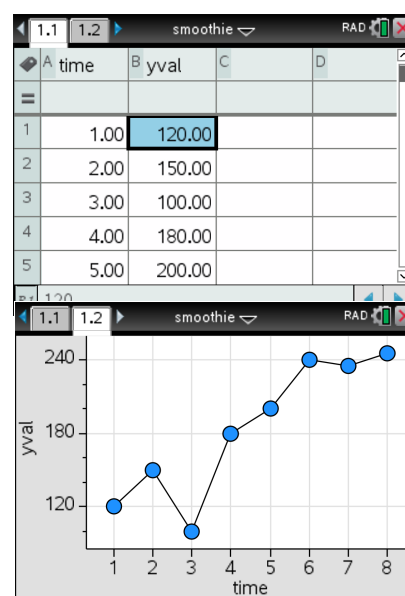 1.1 1.2 smoothie RAD
A time B yval C D
=
1 1.00 120.00
2 2.00 150.00
3 3.00 100.00
4 4.00 180.00
5 5.00 200.00
120
1.1 1.2 smoothie RAD
240
180
120
yval
1 2 3 4 5 6 7 8
time